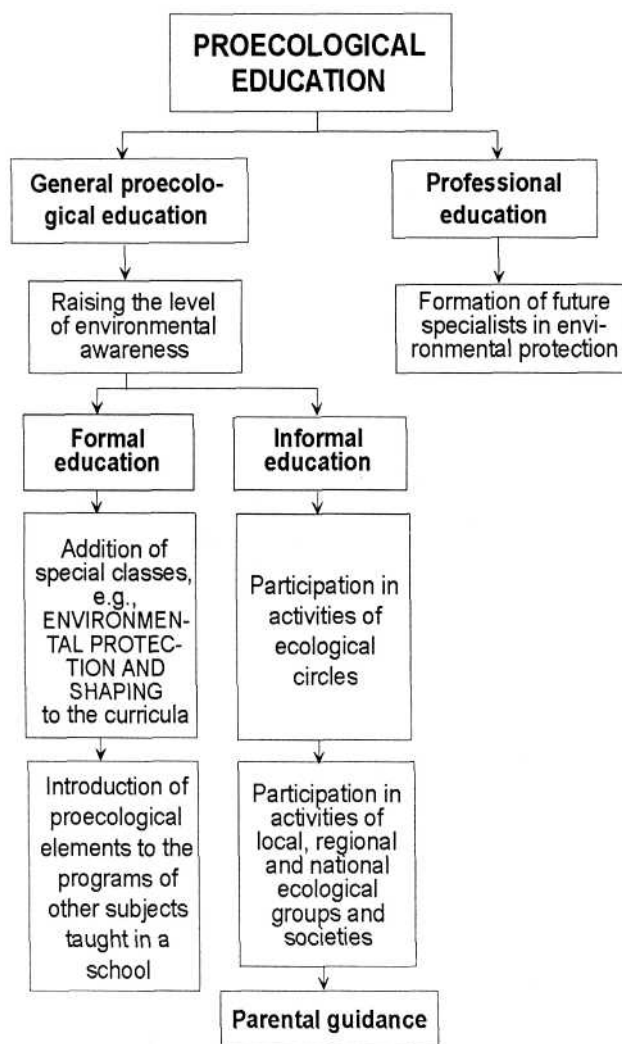 PROECOLOGICAL
EDUCATION
General proecolo-
gical education
Professional
education
Raising the level
of environmental
awareness
Formation of future
specialists in envi-
ronmental protection
Formal
education
Informal
education
Addition of
special classes,
e.g.,
ENVIRONMEN-
TAL PROTEC-
TION AND
SHAPING
to the curricula
Participation in
activities of
ecological
circles
Introduction of
proecological
elements to the
programs of
other subjects
taught in a
school
Participation in
activities of
local, regional
and national
ecological
groups and
societies
Parental guidance